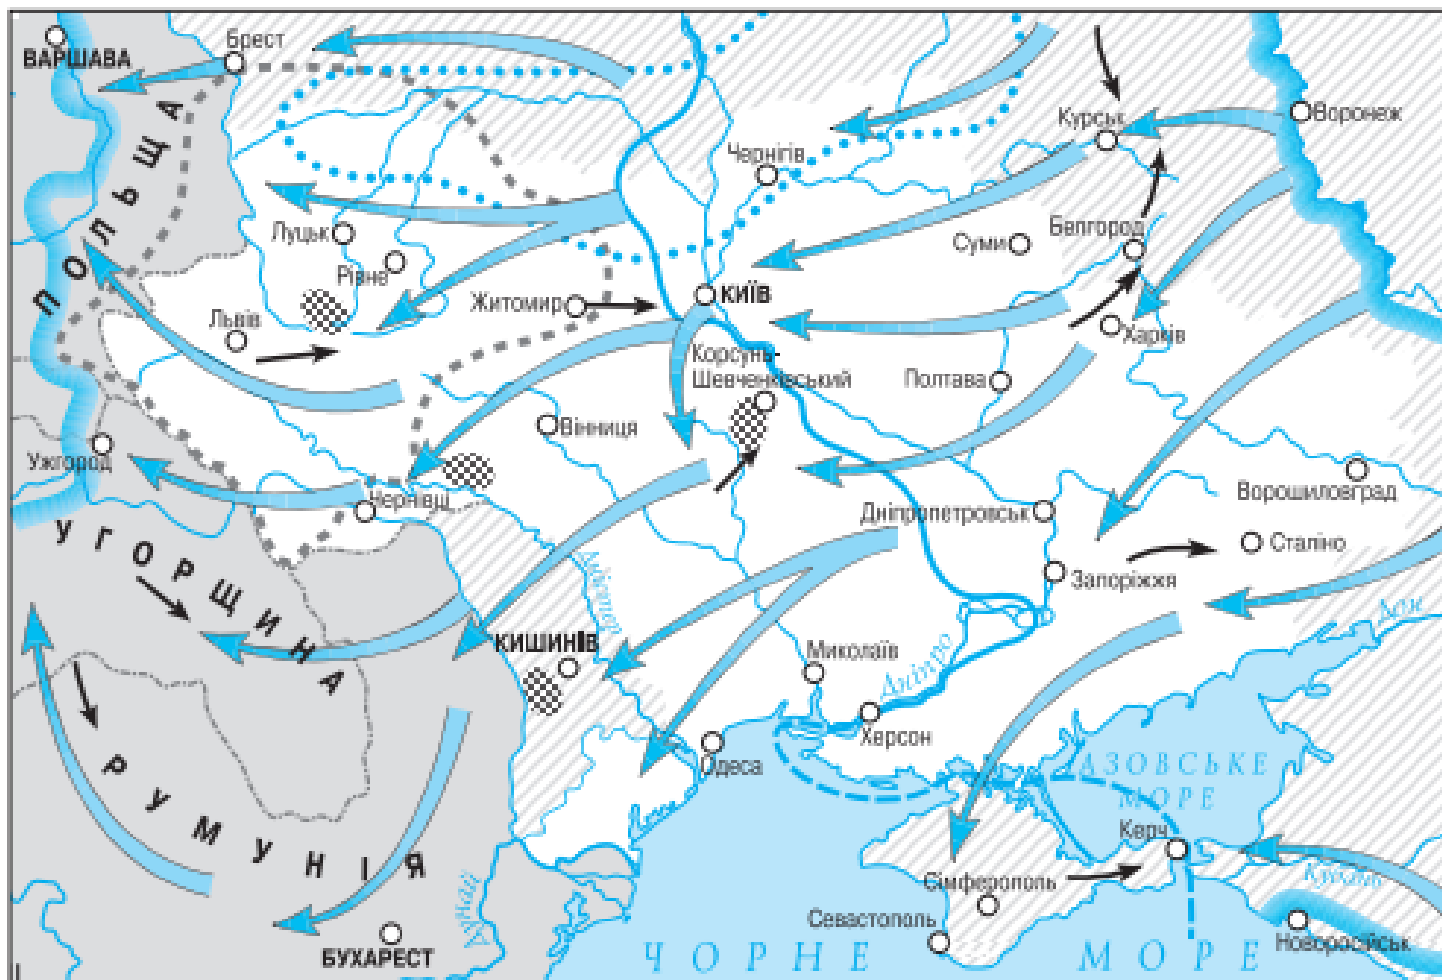 ВАРШАВА
Брест
ПОЛЬЩА
Чернігів
Курськ
Воронеж
Луцьк
Рівне
Суми
Бєлгород
Львів
Житомир
КИЇВ
Харків
Корсунь-
Шевченківський
Полтава
Вінниця
Ужгород
Чернівці
Ворошиловград
Дніпропетровськ
Сталіно
Запоріжжя
УГОРЩИНА
Дністер
КИШИНІВ
Миколаїв
Дніпро
Дон
Херсон
Одеса
АЗОВСЬКЕ
МОРЕ
РУМУНІЯ
Керч
Кубань
Сімферополь
Дунай
Севастополь
Новоросійськ
БУХАРЕСТ
ЧОРНЕ МОРЕ